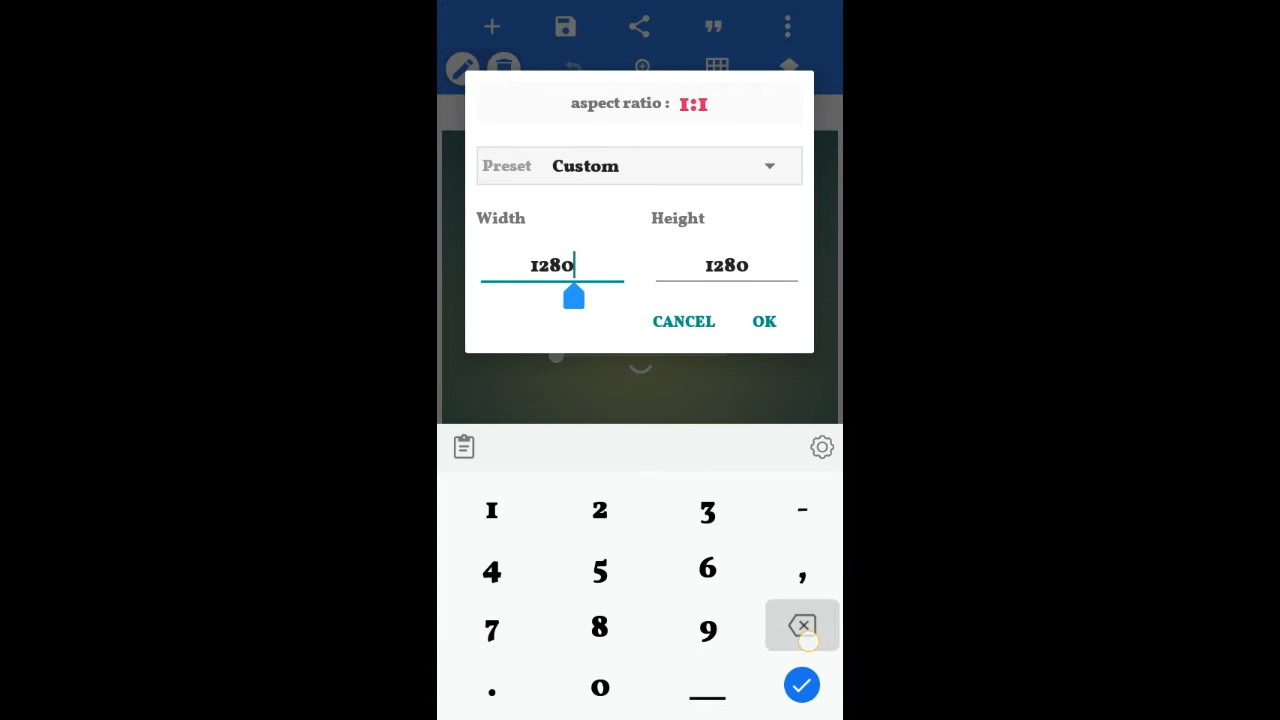 aspect ratio : 1:1
Preset Custom
Width Height
1280 1280
CANCEL OK
1 2 3 -
4 5 6 ,
7 8 9
. 0